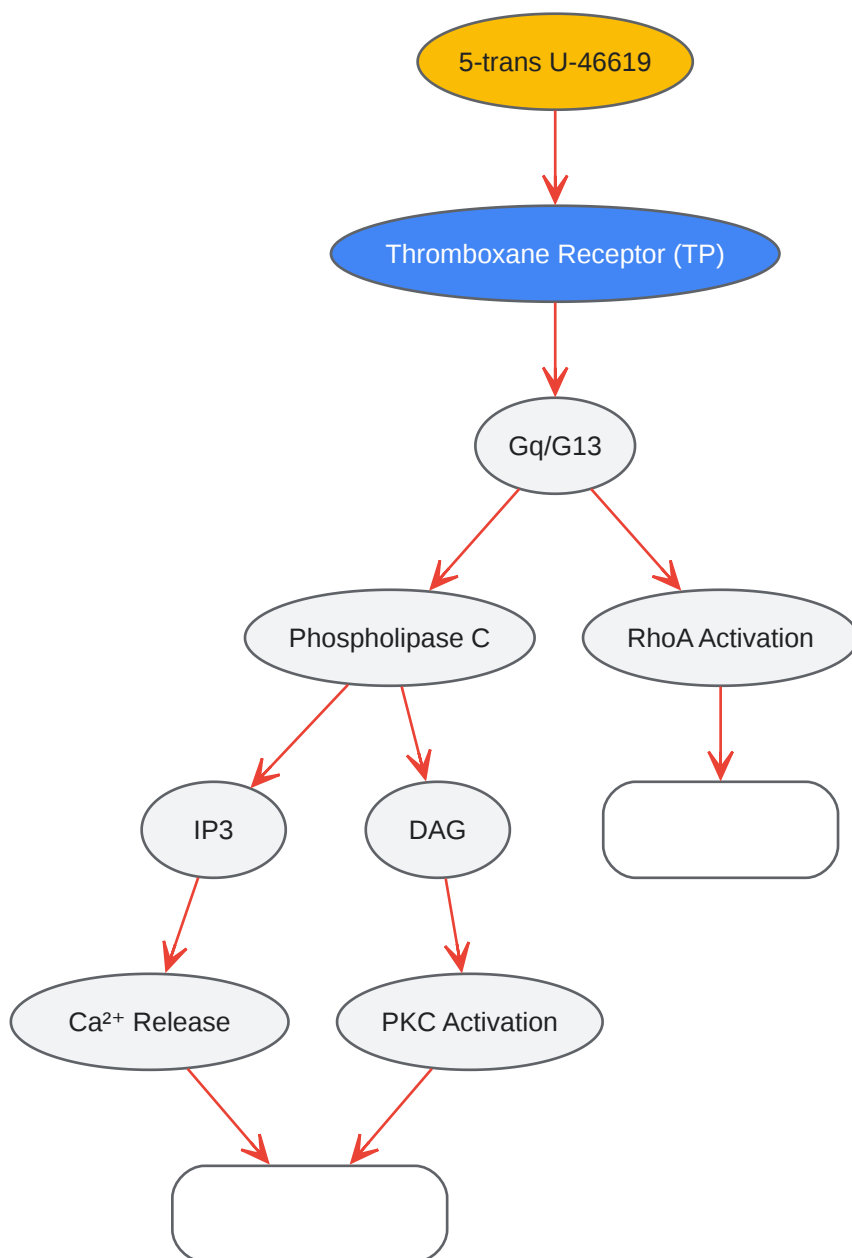 5-trans U-46619
Thromboxane Receptor (TP)
Gq/G13
Phospholipase C
RhoA Activation
IP3
DAG
Ca²⁺ Release
PKC Activation